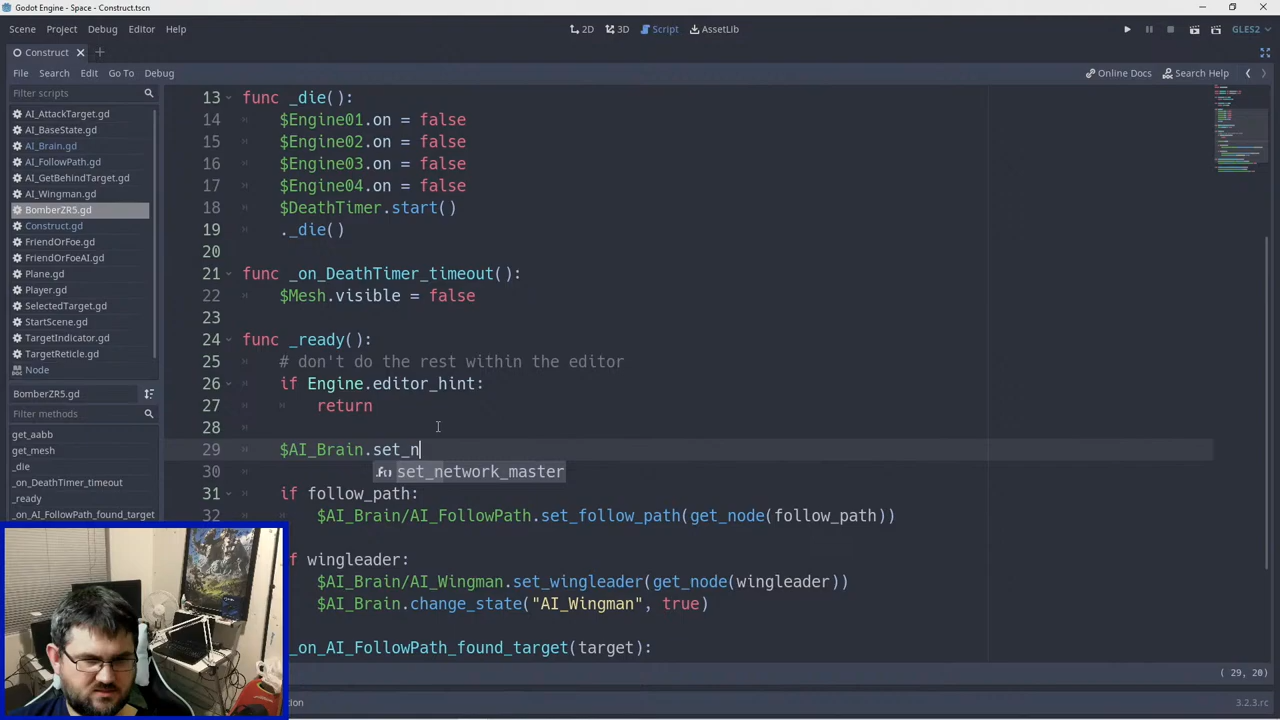 Godot Engine - Space - Construct.tscn
Scene Project Debug Editor Help 2D 3D Script AssetLib GLES2
Construct
File Search Edit Go To Debug Online Docs Search Help
Filter scripts
AI_AttackTarget.gd
AI_BaseState.gd
AI_Brain.gd
AI_FollowPath.gd
AI_GetBehindTarget.gd
AI_Wingman.gd
BomberZR5.gd
Construct.gd
FriendOrFoe.gd
FriendOrFoeAI.gd
Plane.gd
Player.gd
SelectedTarget.gd
StartScene.gd
TargetIndicator.gd
TargetReticle.gd
Node
BomberZR5.gd
Filter methods
get_aabb
get_mesh
_die
_on_DeathTimer_timeout
_ready
_on_AI_FollowPath_found_target
13 func _die():
14 $Engine01.on = false
15 $Engine02.on = false
16 $Engine03.on = false
17 $Engine04.on = false
18 $DeathTimer.start()
19 ._die()
20
21 func _on_DeathTimer_timeout():
22 $Mesh.visible = false
23
24 func _ready():
25 # don't do the rest within the editor
26 if Engine.editor_hint:
27 return
28
29 $AI_Brain.set_n
30 set_network_master
31 if follow_path:
32 $AI_Brain/AI_FollowPath.set_follow_path(get_node(follow_path))
f wingleader:
$AI_Brain/AI_Wingman.set_wingleader(get_node(wingleader))
$AI_Brain.change_state("AI_Wingman", true)
_on_AI_FollowPath_found_target(target):
( 29, 20)
3.2.3.rc